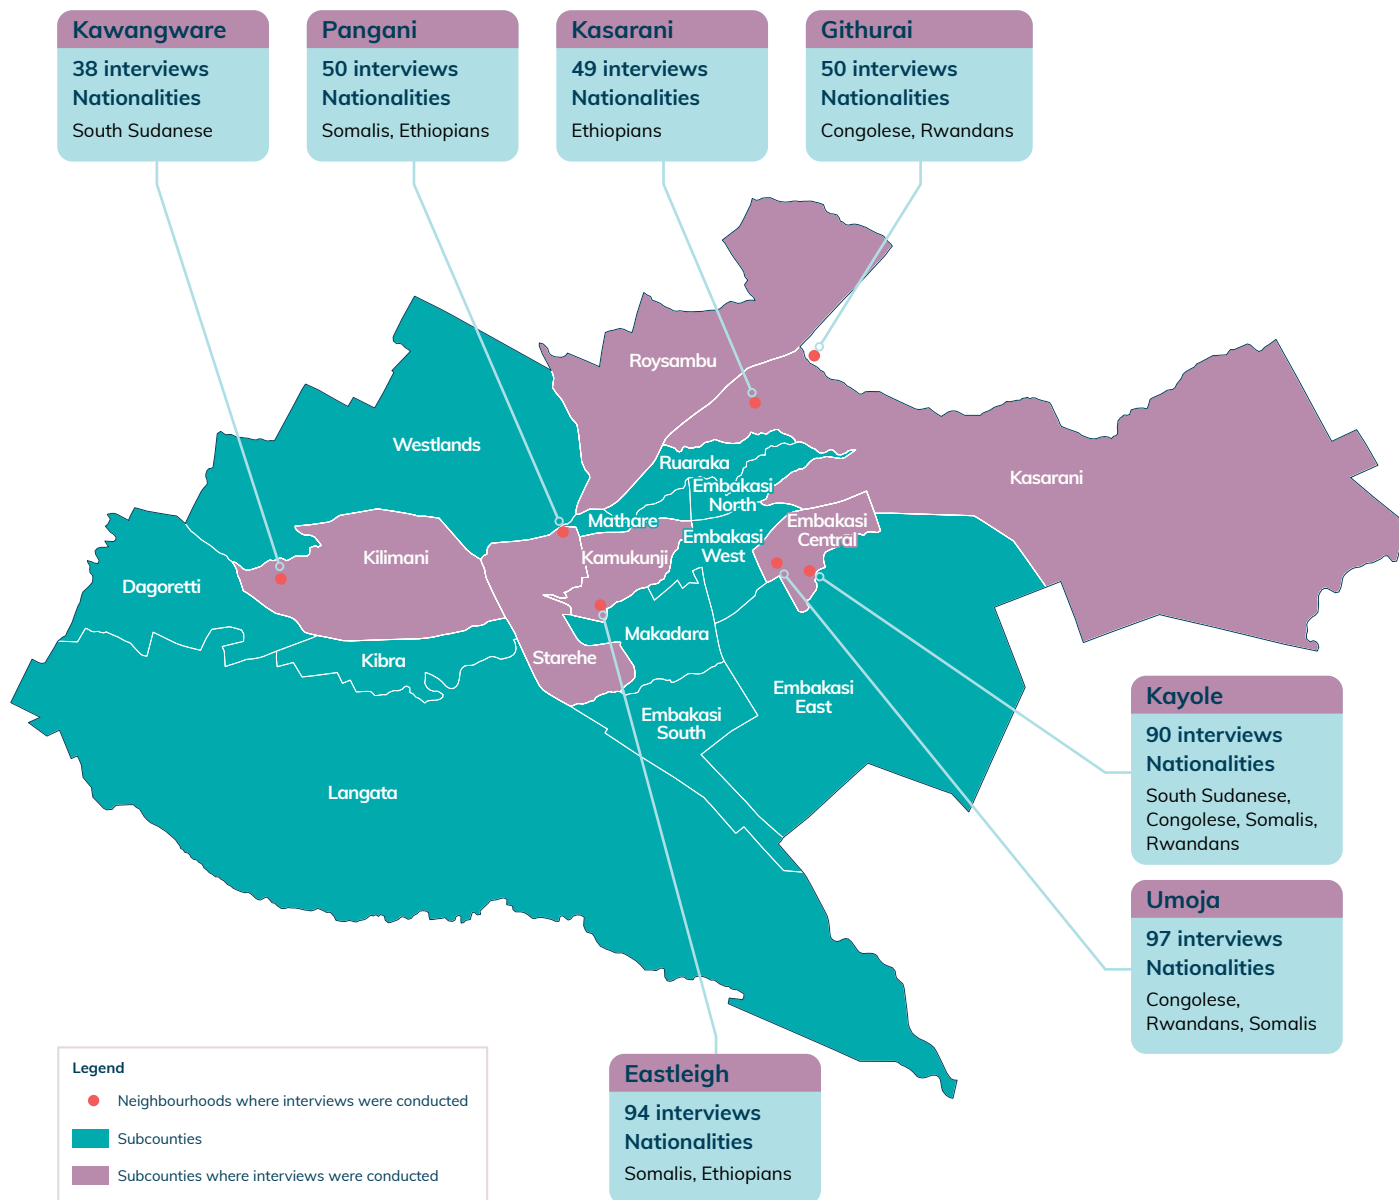 Kawangware
38 interviews
Nationalities
South Sudanese
Pangani
50 interviews
Nationalities
Somalis, Ethiopians
Kasarani
49 interviews
Nationalities
Ethiopians
Githurai
50 interviews
Nationalities
Congolese, Rwandans
Roysambu
Westlands
Ruaraka
Kasarani
Embakasi
North
Mathare
Embakasi
Central
Embakasi
West
Kilimani
Kamukunji
Dagoretti
Makadara
Starehe
Kibra
Embakasi
East
Embakasi
South
Langata
Kayole
90 interviews
Nationalities
South Sudanese,
Congolese, Somalis,
Rwandans
Umoja
97 interviews
Nationalities
Congolese,
Rwandans, Somalis
Eastleigh
94 interviews
Nationalities
Somalis, Ethiopians
Legend
Neighbourhoods where interviews were conducted
Subcounties
Subcounties where interviews were conducted